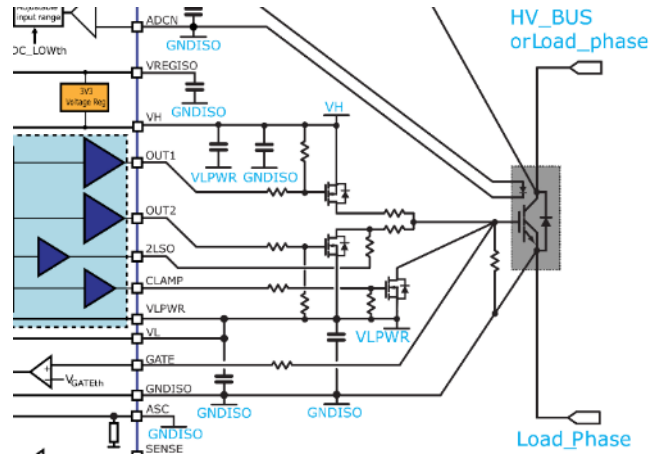 Adjustable
input range
DC_LOWth
ADCN
GNDISO
HV_BUS
orLoad_phase
VREGISO
3V3
Voltage Reg
GNDISO
VH
VH
VLPWR
GNDISO
OUT1
OUT2
2LSO
CLAMP
VLPWR
VL
VLPWR
GATE
VGATEth
GNDISO
GNDISO
GNDISO
ASC
GNDISO
SENSE
Load_Phase